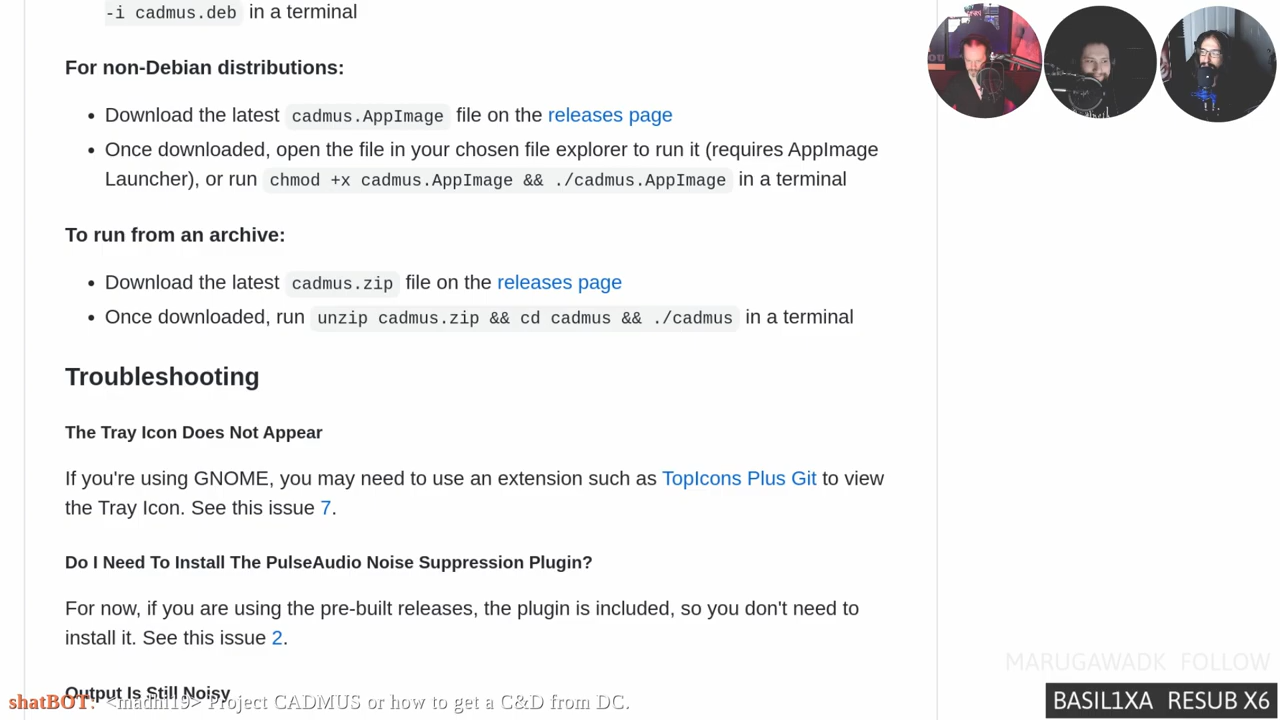 -i cadmus.deb in a terminal
For non-Debian distributions:
• Download the latest cadmus.AppImage file on the releases page
• Once downloaded, open the file in your chosen file explorer to run it (requires AppImage
Launcher), or run chmod +x cadmus.AppImage && ./cadmus.AppImage in a terminal
To run from an archive:
• Download the latest cadmus.zip file on the releases page
• Once downloaded, run unzip cadmus.zip && cd cadmus && ./cadmus in a terminal
Troubleshooting
The Tray Icon Does Not Appear
If you're using GNOME, you may need to use an extension such as TopIcons Plus Git to view
the Tray Icon. See this issue 7.
Do I Need To Install The PulseAudio Noise Suppression Plugin?
For now, if you are using the pre-built releases, the plugin is included, so you don't need to
install it. See this issue 2.
Output Is Still Noisy
shatBOT: <madhi19> Project CADMUS or how to get a C&D from DC.
MARUGAWADK FOLLOW
BASIL1XA RESUB X6